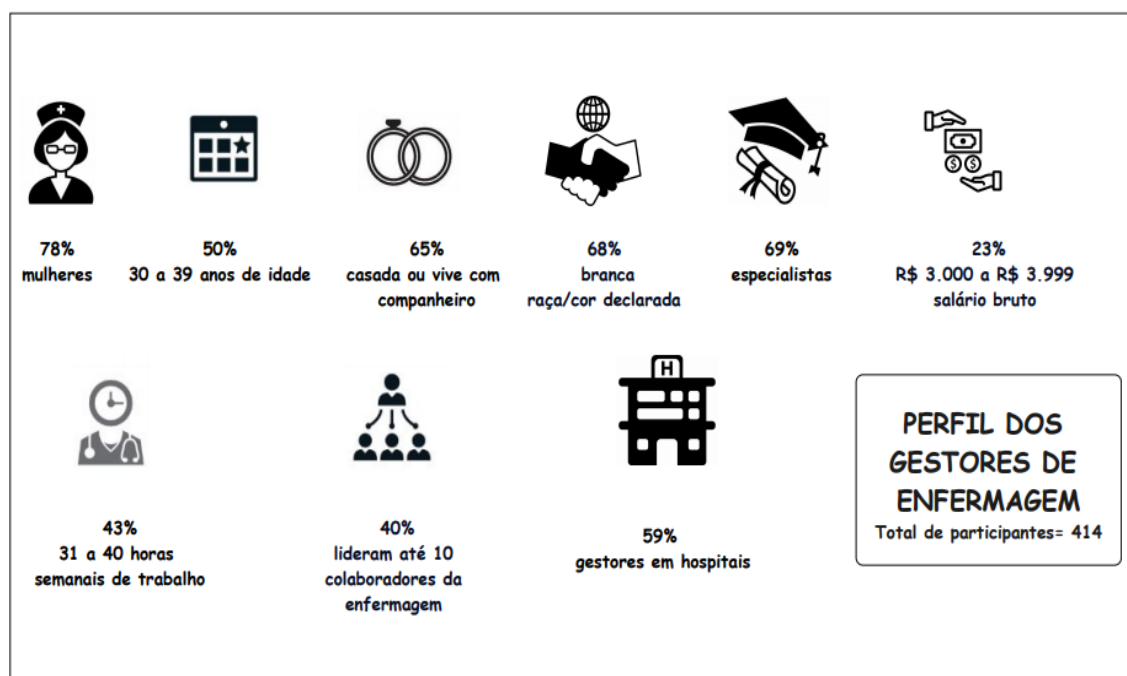 78%
mulheres
50%
30 a 39 anos de idade
65%
casada ou vive com
companheiro
68%
branca
raça/cor declarada
69%
especialistas
23%
R$ 3.000 a R$ 3.999
salário bruto
43%
31 a 40 horas
semanais de trabalho
40%
lideram até 10
colaboradores da
enfermagem
H
59%
gestores em hospitais
PERFIL DOS
GESTORES DE
ENFERMAGEM
Total de participantes= 414